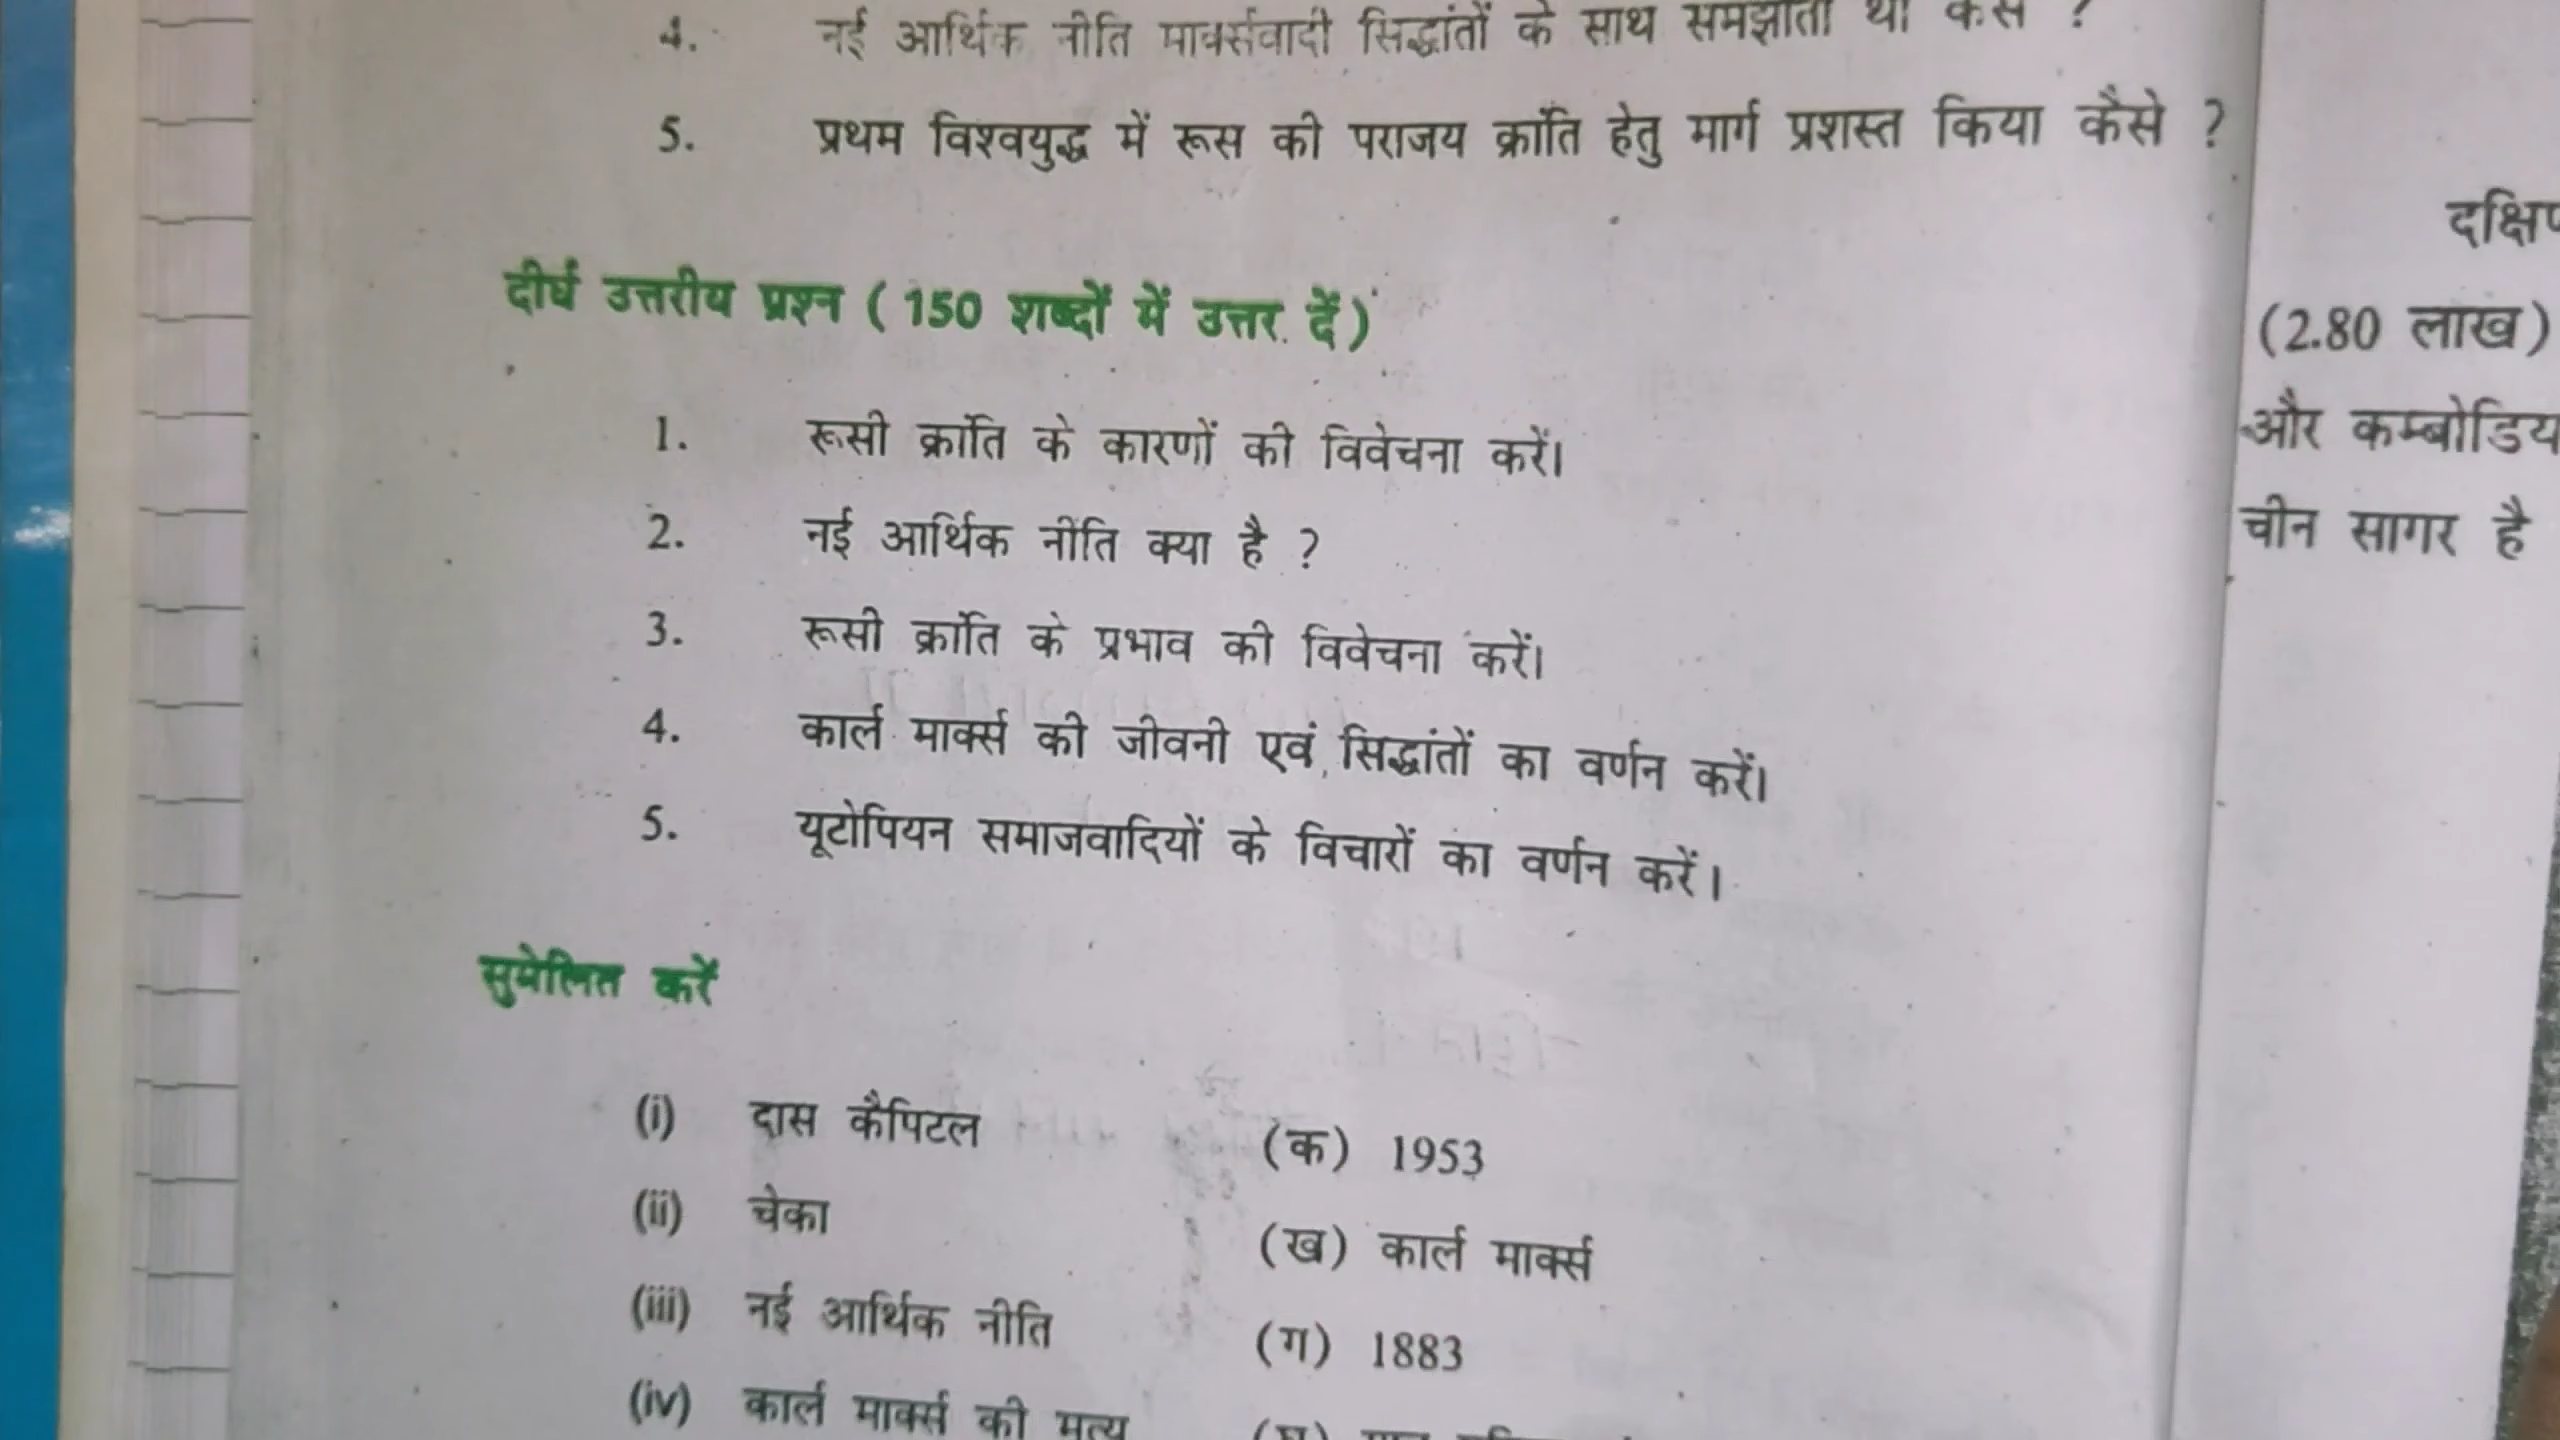 4. नई आर्थिक नीति मार्क्सवादी सिद्धांतों के साथ समझौता था कैसे ?
5. प्रथम विश्वयुद्ध में रूस की पराजय क्रांति हेतु मार्ग प्रशस्त किया कैसे ?
दीर्घ उत्तरीय प्रश्न ( 150 शब्दों में उत्तर दें )
1. रूसी क्रांति के कारणों की विवेचना करें।
2. नई आर्थिक नीति क्या है ?
3. रूसी क्रांति के प्रभाव की विवेचना करें।
4. कार्ल मार्क्स की जीवनी एवं सिद्धांतों का वर्णन करें।
5. यूटोपियन समाजवादियों के विचारों का वर्णन करें।
सुमेलित करें
(i) दास कैपिटल (क) 1953
(ii) चेका (ख) कार्ल मार्क्स
(iii) नई आर्थिक नीति (ग) 1883
(iv) कार्ल मार्क्स की मृत्यु
(2.80 लाख)
और
चीन सागर है